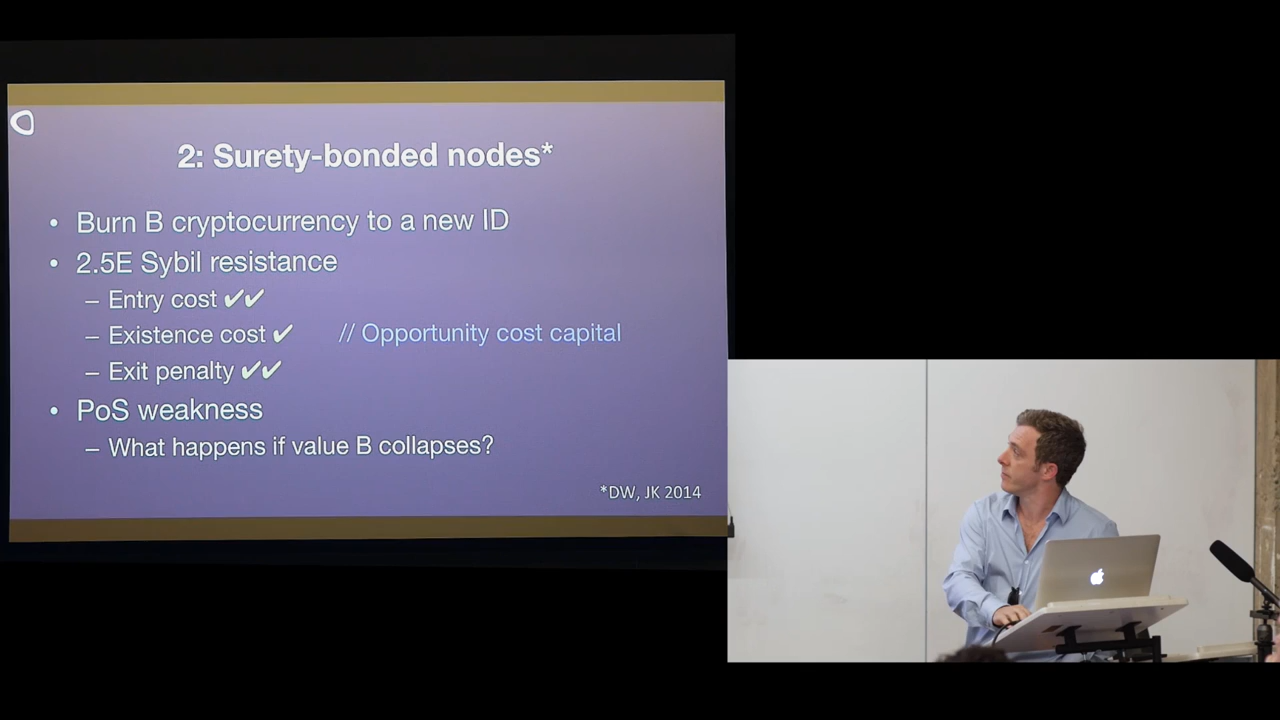 2: Surety-bonded nodes*
• Burn B cryptocurrency to a new ID
• 2.5E Sybil resistance
– Entry cost ✔✔
– Existence cost ✔ // Opportunity cost capital
– Exit penalty ✔✔
• PoS weakness
– What happens if value B collapses?
*DW, JK 2014